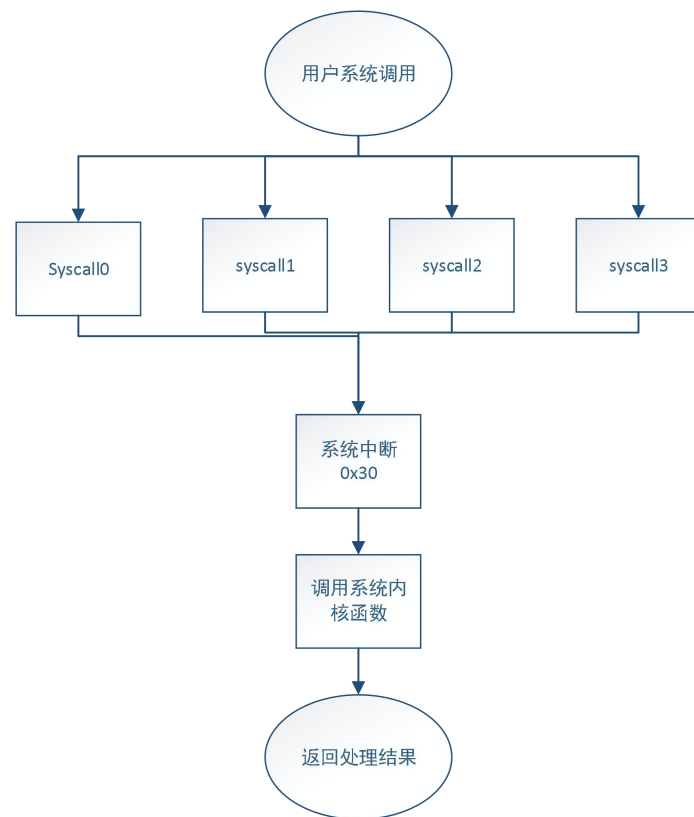 用户系统调用
Syscall0
syscall1
syscall2
syscall3
系统中断
0x30
调用系统内
核函数
返回处理结果